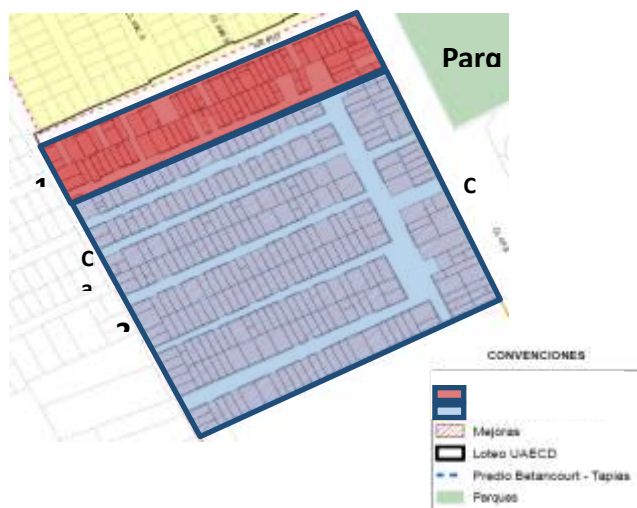 Parq
1
C
C
a
2
CONVENCIONES
Mejoras
Loteo UAECD
Predio Betancourt - Tapias
Parques